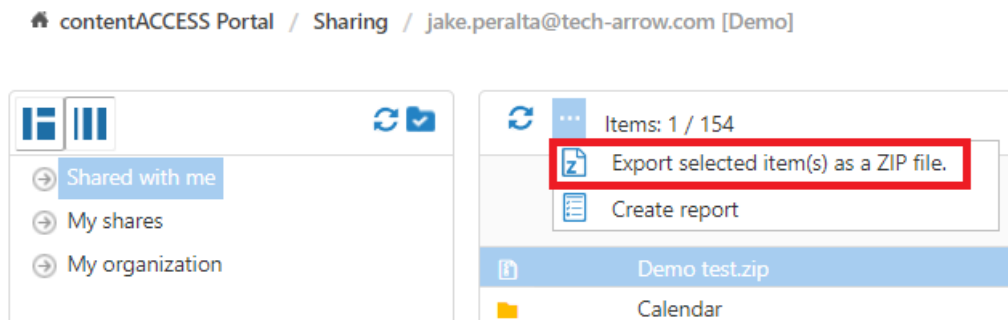 contentACCESS Portal / Sharing / jake.peralta@tech-arrow.com [Demo]
Items: 1 / 154
Export selected item(s) as a ZIP file.
Create report
Shared with me
My shares
My organization
Demo test.zip
Calendar